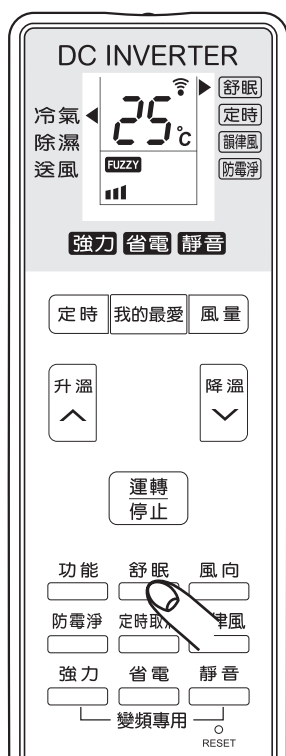 DC INVERTER
舒眠
冷氣 25℃ 定時
除濕 韻律風
送風 FUZZY 防霉淨
強力 省電 靜音
定時 我的最愛 風量
升溫 降溫
運轉
停止
功能 舒眠 風向
防霉淨 定時取 律風
強力 省電 靜音
變頻專用
RESET